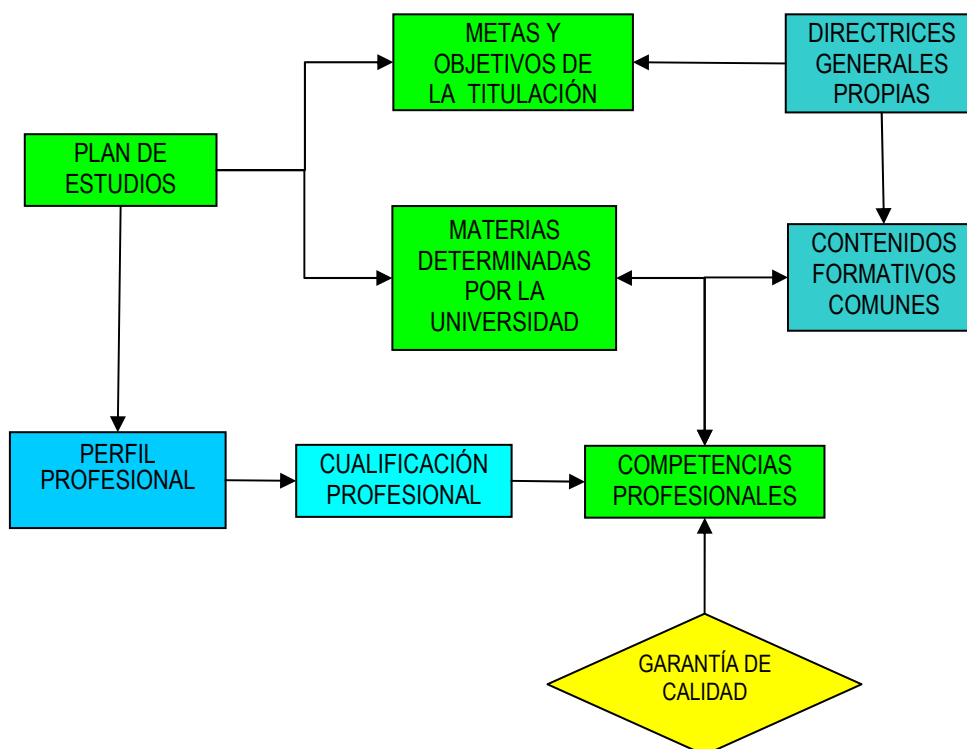 METAS Y
OBJETIVOS DE
LA TITULACIÓN
DIRECTRICES
GENERALES
PROPIAS
PLAN DE
ESTUDIOS
MATERIAS
DETERMINADAS
POR LA
UNIVERSIDAD
CONTENIDOS
FORMATIVOS
COMUNES
PERFIL
PROFESIONAL
CUALIFICACIÓN
PROFESIONAL
COMPETENCIAS
PROFESIONALES
GARANTÍA DE
CALIDAD